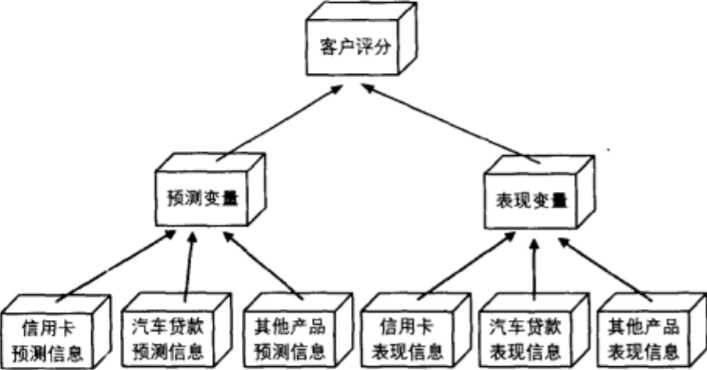 客户评分
预测变量
表现变量
信用卡
预测信息
汽车贷款
预测信息
其他产品
预测信息
信用卡
表现信息
汽车贷款
表现信息
其他产品
表现信息